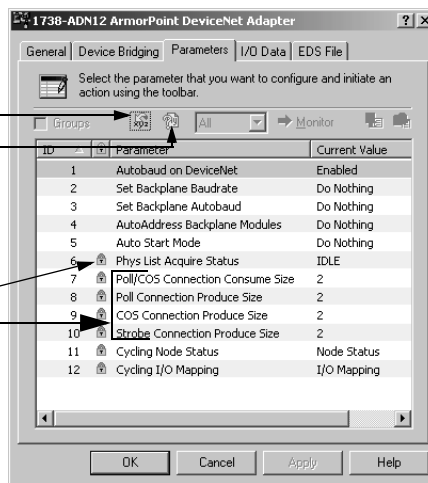 1738-ADN12 ArmorPoint DeviceNet Adapter
General Device Bridging Parameters I/O Data EDS File
Select the parameter that you want to configure and initiate an
action using the toolbar.
Groups All Monitor
ID Parameter Current Value
1 Autobaud on DeviceNet Enabled
2 Set Backplane Baudrate Do Nothing
3 Set Backplane Autobaud Do Nothing
4 AutoAddress Backplane Modules Do Nothing
5 Auto Start Mode Do Nothing
6 Phys List Acquire Status IDLE
7 Poll/COS Connection Consume Size 2
8 Poll Connection Produce Size 2
9 COS Connection Produce Size 2
10 Strobe Connection Produce Size 2
11 Cycling Node Status Node Status
12 Cycling I/O Mapping I/O Mapping
OK Cancel Apply Help